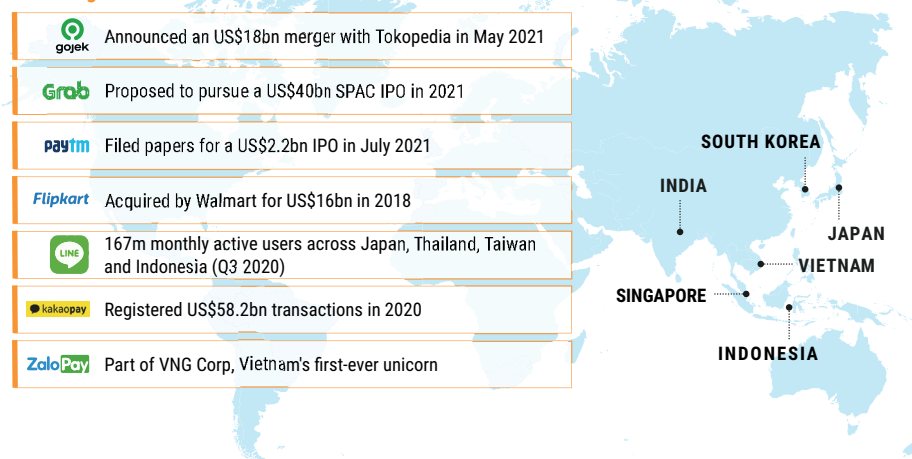 gojek
Announced an US$18bn merger with Tokopedia in May 2021
Grab
Proposed to pursue a US$40bn SPAC IPO in 2021
paytm
Filed papers for a US$2.2bn IPO in July 2021
Flipkart
Acquired by Walmart for US$16bn in 2018
LINE
167m monthly active users across Japan, Thailand, Taiwan
and Indonesia (Q3 2020)
kakaopay
Registered US$58.2bn transactions in 2020
ZaloPay
Part of VNG Corp, Vietnam's first-ever unicorn
SOUTH KOREA
INDIA
JAPAN
VIETNAM
SINGAPORE
INDONESIA